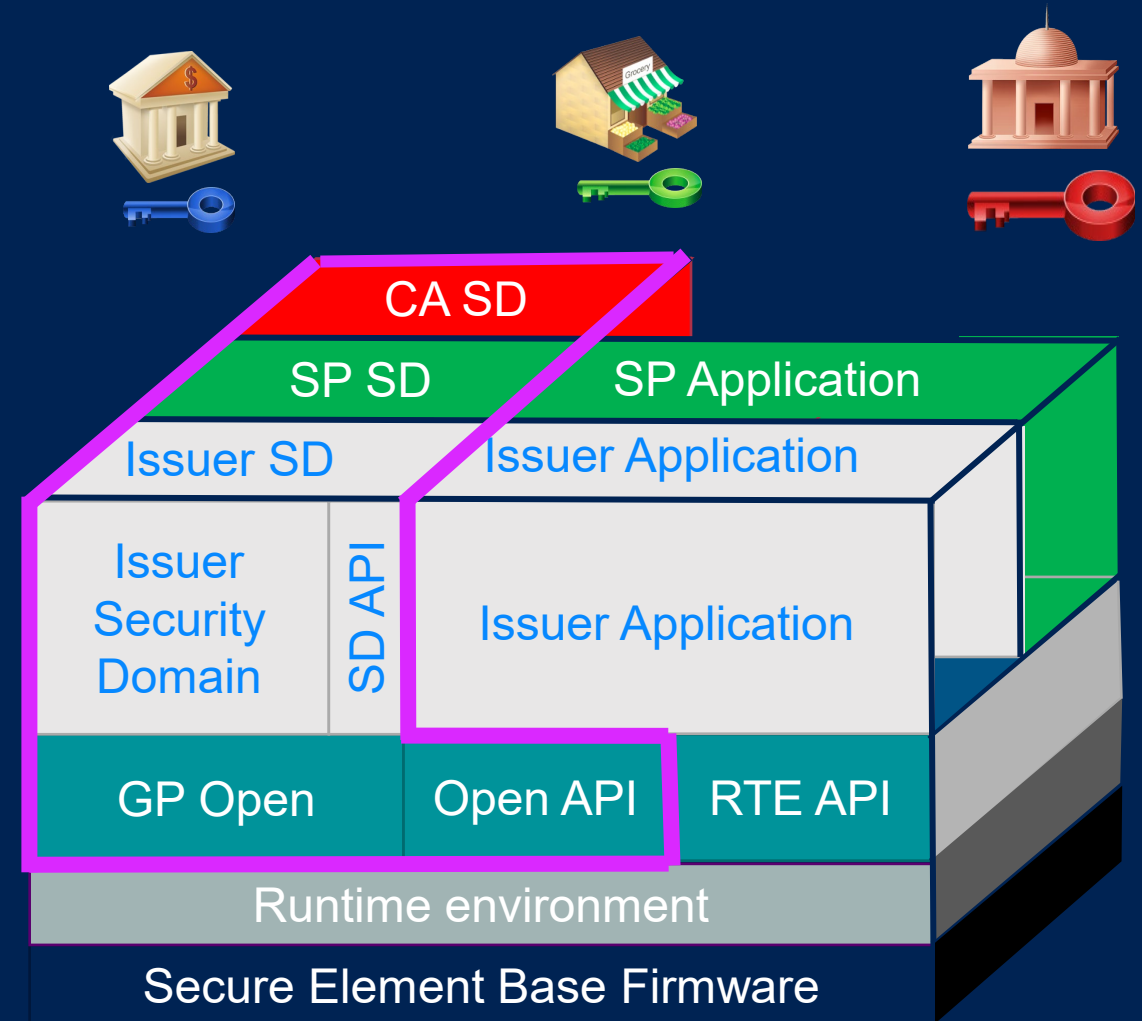 $
Grocery
CA SD
SP SD
SP Application
Issuer SD
Issuer Application
Issuer
Security
Domain
SD API
Issuer Application
GP Open
Open API
RTE API
Runtime environment
Secure Element Base Firmware